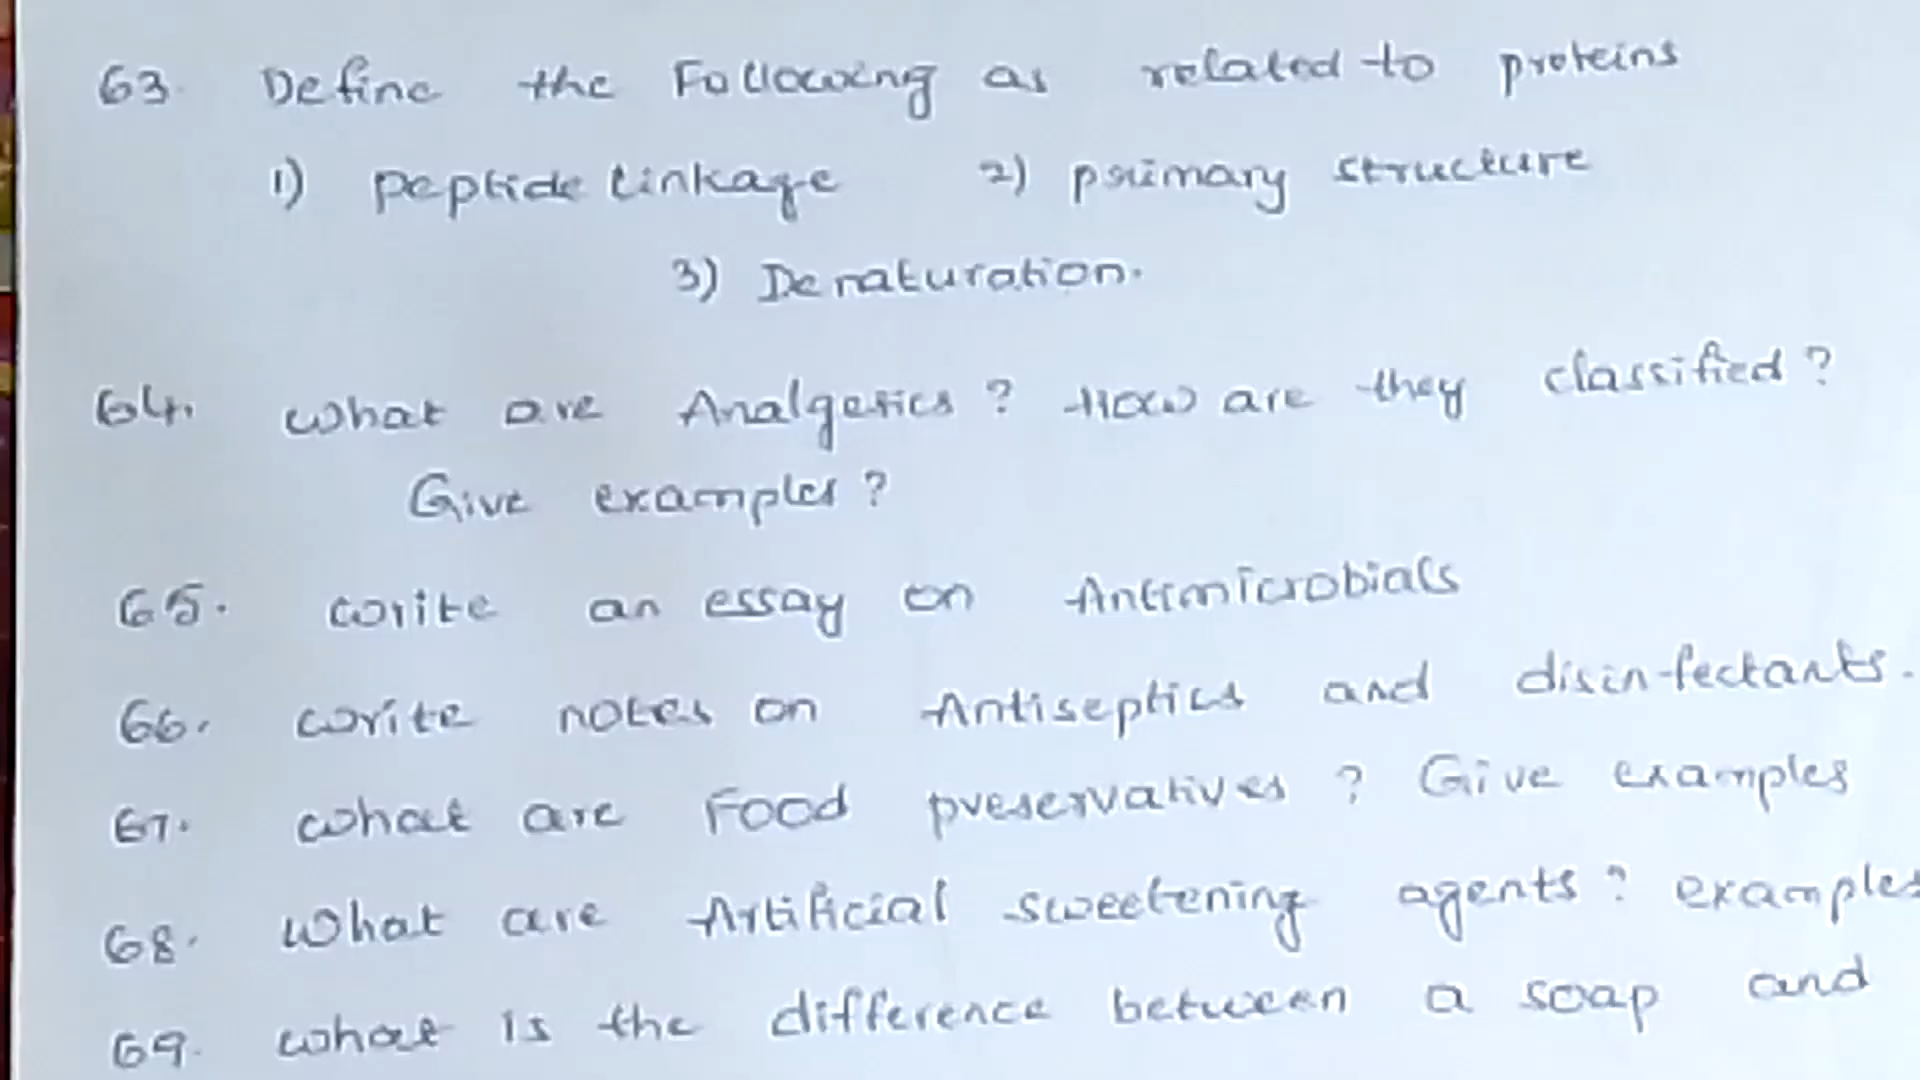 63. Define the Following as related to proteins
1) peptide linkage 2) primary structure
3) Denaturation.
64. What are Analgesics ? How are they classified ?
Give examples ?
65. write an essay on Antimicrobials
66. write notes on Antiseptics and disinfectants.
67. what are Food preservatives ? Give examples
68. What are Artificial sweetening agents ? examples
69. what is the difference between a soap and